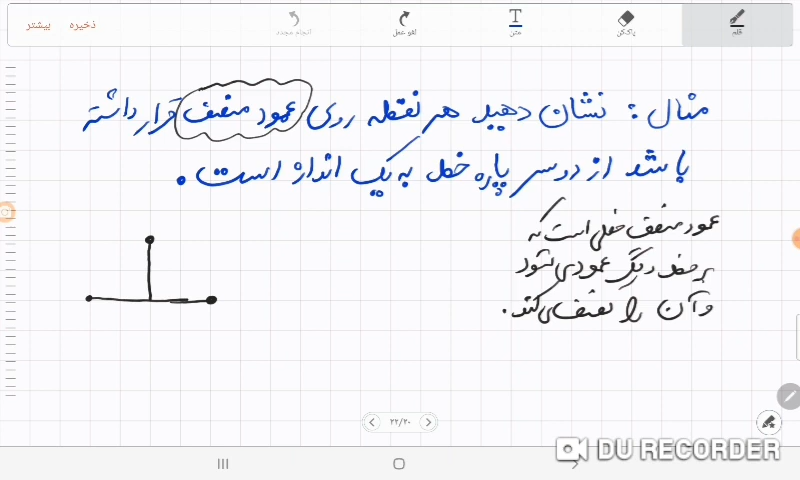 قلم
پاک‌کن
متن
لغو عمل
انجام مجدد
ذخیره
بیشتر
مثال : نشان دهید هر نقطه روی عمود منصف قرار داشته
باشد از دو سر پاره خط به یک اندازه است .
عمود منصف خطی است که
بر خط دیگر عمود می شود
و آن را نصف می کند .
۲۲/۲۰
DU RECORDER